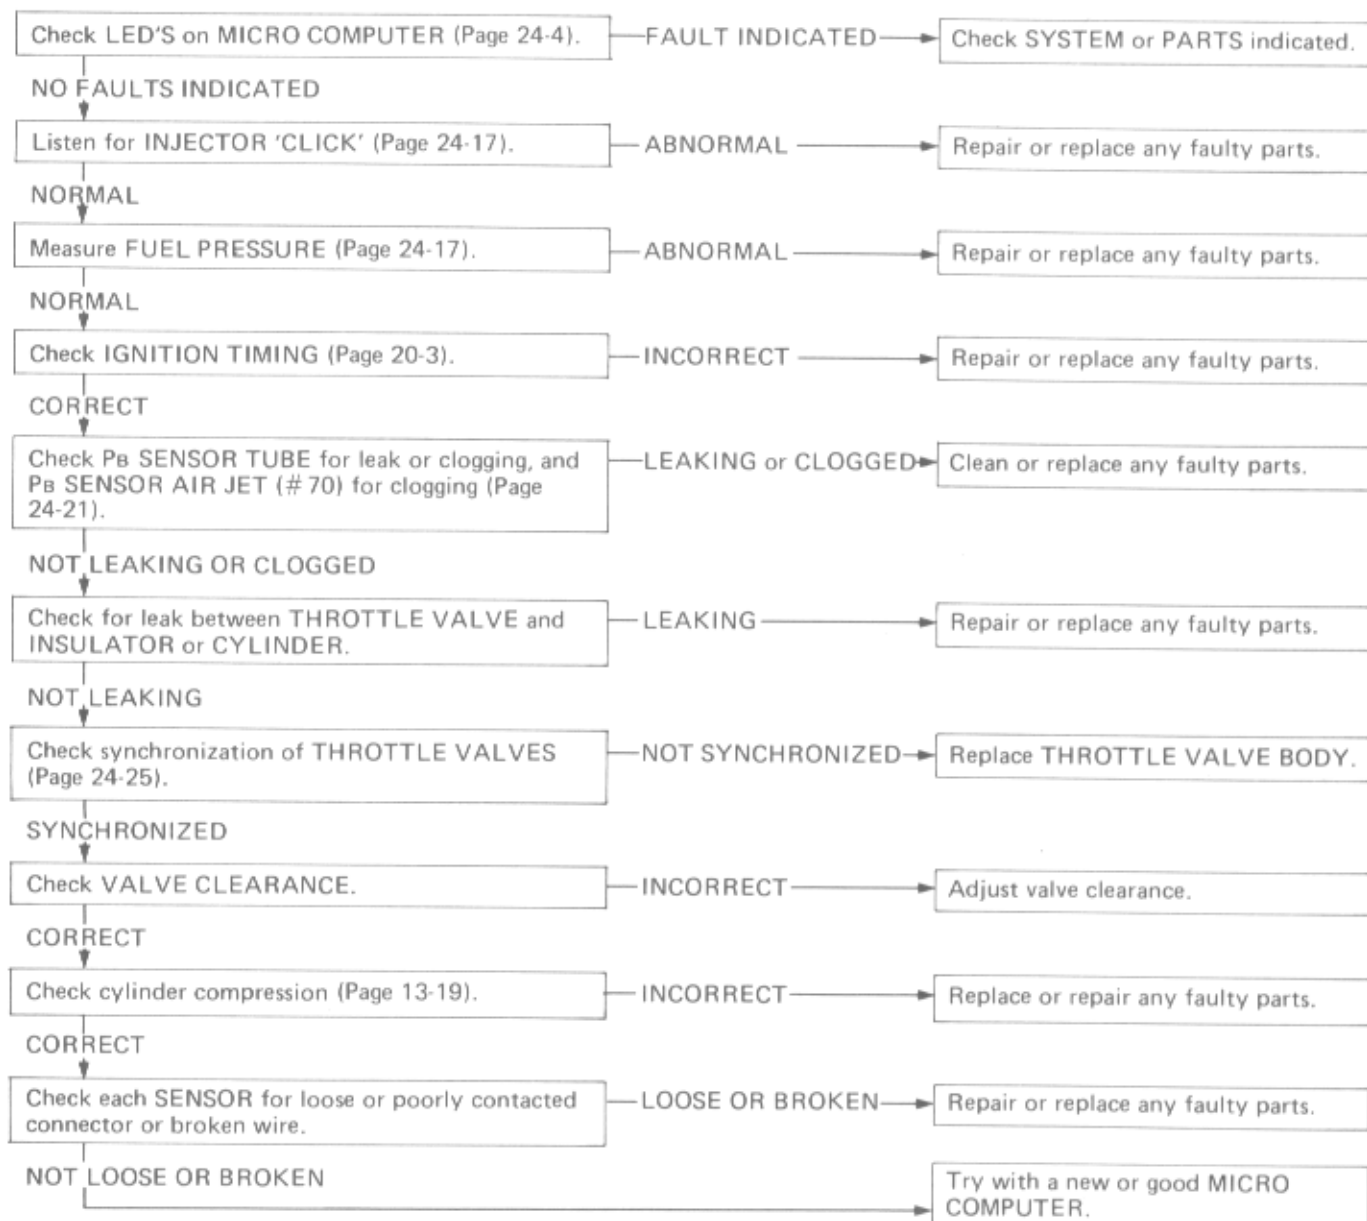 Check LED'S on MICRO COMPUTER (Page 24-4).
FAULT INDICATED
Check SYSTEM or PARTS indicated.
NO FAULTS INDICATED
Listen for INJECTOR 'CLICK' (Page 24-17).
ABNORMAL
Repair or replace any faulty parts.
NORMAL
Measure FUEL PRESSURE (Page 24-17).
ABNORMAL
Repair or replace any faulty parts.
NORMAL
Check IGNITION TIMING (Page 20-3).
INCORRECT
Repair or replace any faulty parts.
CORRECT
Check PB SENSOR TUBE for leak or clogging, and
PB SENSOR AIR JET (#70) for clogging (Page
24-21).
LEAKING or CLOGGED
Clean or replace any faulty parts.
NOT LEAKING OR CLOGGED
Check for leak between THROTTLE VALVE and
INSULATOR or CYLINDER.
LEAKING
Repair or replace any faulty parts.
NOT LEAKING
Check synchronization of THROTTLE VALVES
(Page 24-25).
NOT SYNCHRONIZED
Replace THROTTLE VALVE BODY.
SYNCHRONIZED
Check VALVE CLEARANCE.
INCORRECT
Adjust valve clearance.
CORRECT
Check cylinder compression (Page 13-19).
INCORRECT
Replace or repair any faulty parts.
CORRECT
Check each SENSOR for loose or poorly contacted
connector or broken wire.
LOOSE OR BROKEN
Repair or replace any faulty parts.
NOT LOOSE OR BROKEN
Try with a new or good MICRO
COMPUTER.